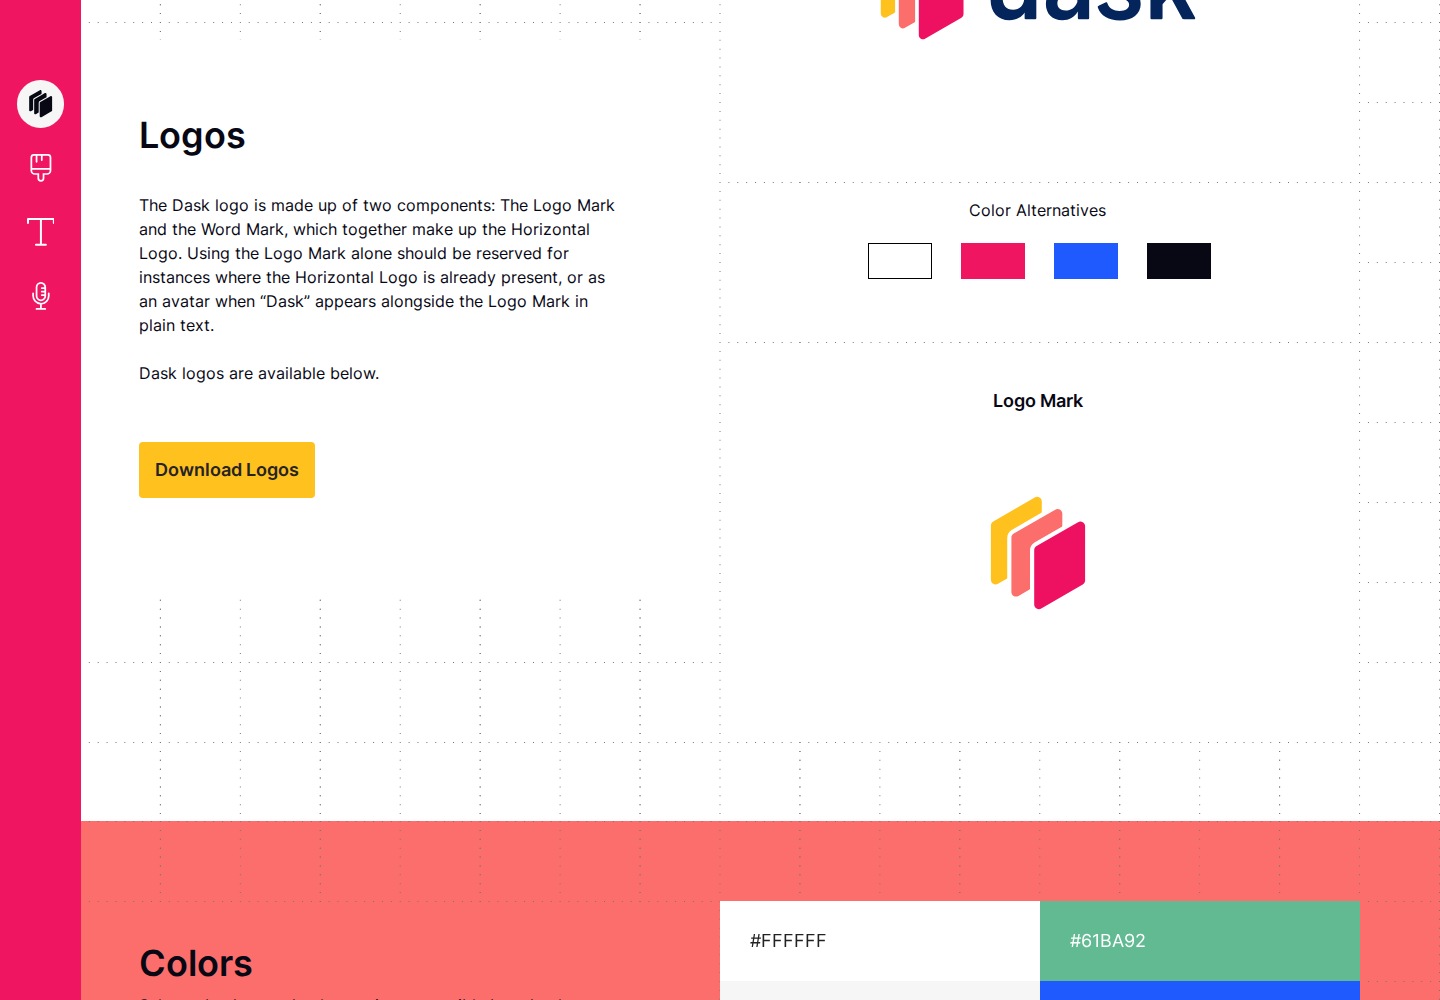 dask
Logos
The Dask logo is made up of two components: The Logo Mark
and the Word Mark, which together make up the Horizontal
Logo. Using the Logo Mark alone should be reserved for
instances where the Horizontal Logo is already present, or as
an avatar when “Dask” appears alongside the Logo Mark in
plain text.
Dask logos are available below.
Download Logos
Color Alternatives
Logo Mark
Colors
#FFFFFF
#61BA92